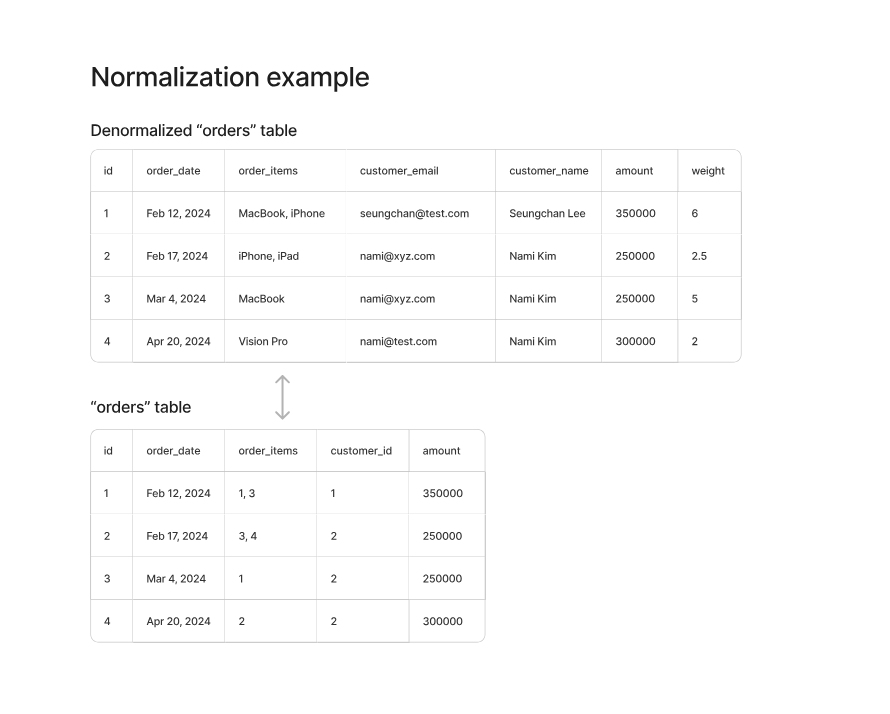 Normalization example
Denormalized “orders” table
id order_date order_items customer_email customer_name amount weight
1 Feb 12, 2024 MacBook, iPhone seungchan@test.com Seungchan Lee 350000 6
2 Feb 17, 2024 iPhone, iPad nami@xyz.com Nami Kim 250000 2.5
3 Mar 4, 2024 MacBook nami@xyz.com Nami Kim 250000 5
4 Apr 20, 2024 Vision Pro nami@test.com Nami Kim 300000 2
“orders” table
id order_date order_items customer_id amount
1 Feb 12, 2024 1, 3 1 350000
2 Feb 17, 2024 3, 4 2 250000
3 Mar 4, 2024 1 2 250000
4 Apr 20, 2024 2 2 300000